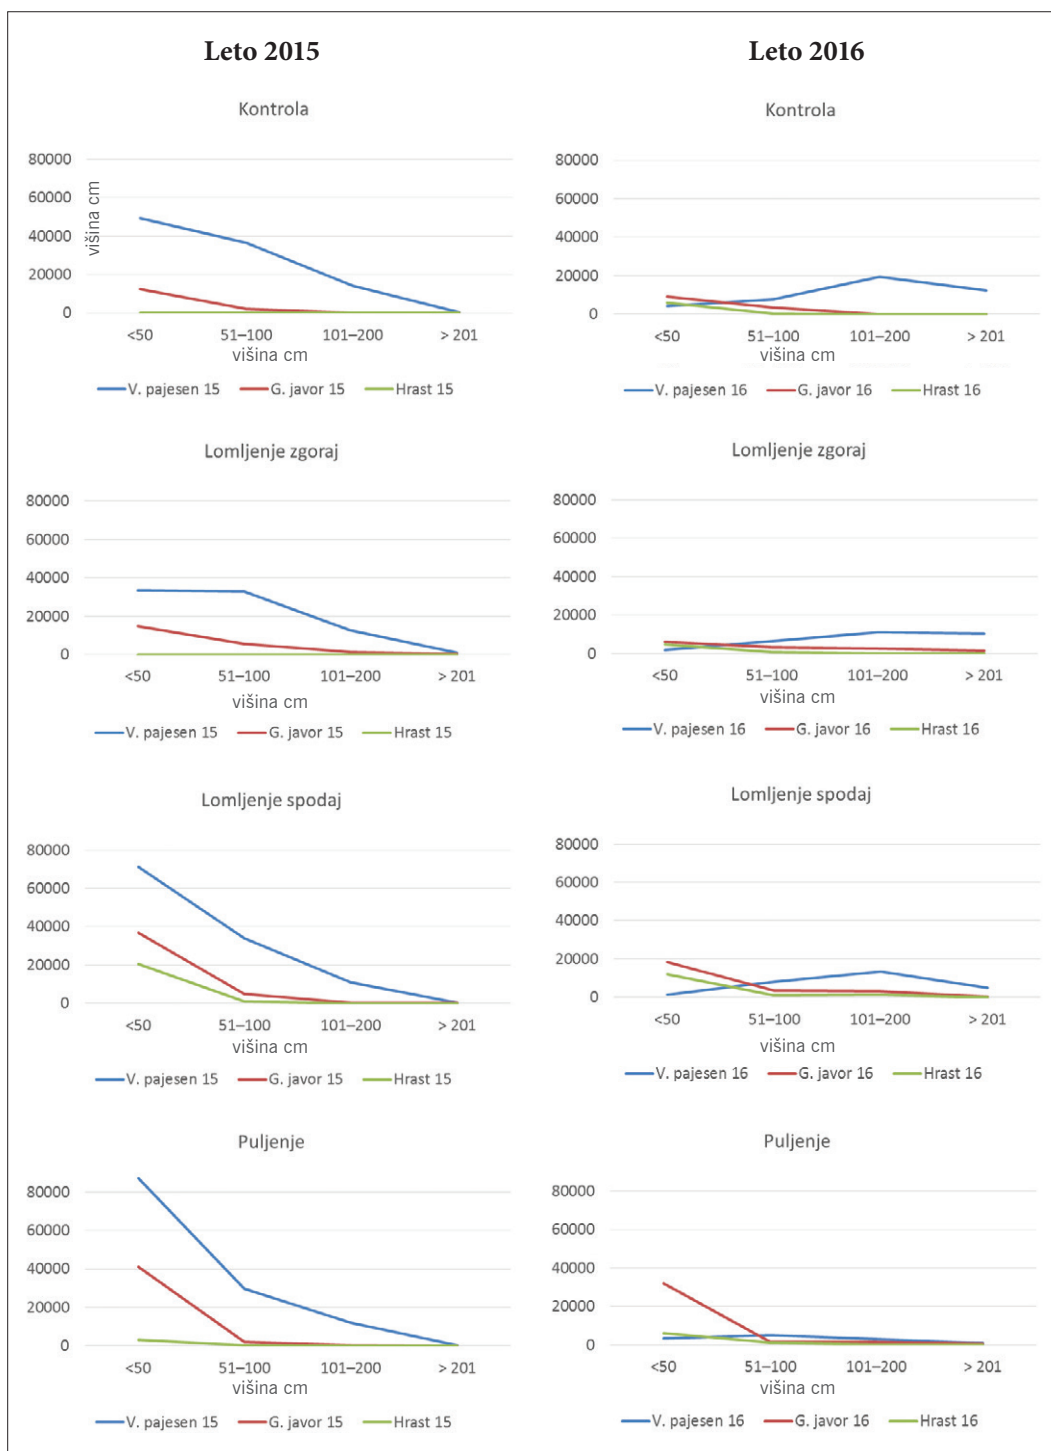 Leto 2015
Leto 2016
Kontrola
80000
60000
40000
20000
0
višina cm
<50 51–100 101–200 > 201
višina cm
V. pajesen 15 G. javor 15 Hrast 15
Kontrola
80000
60000
40000
20000
0
<50 51–100 101–200 > 201
višina cm
V. pajesen 16 G. javor 16 Hrast 16
Lomljenje zgoraj
80000
60000
40000
20000
0
<50 51–100 101–200 > 201
višina cm
V. pajesen 15 G. javor 15 Hrast 15
Lomljenje zgoraj
80000
60000
40000
20000
0
<50 51–100 101–200 > 201
višina cm
V. pajesen 16 G. javor 16 Hrast 16
Lomljenje spodaj
80000
60000
40000
20000
0
<50 51–100 101–200 > 201
višina cm
V. pajesen 15 G. javor 15 Hrast 15
Lomljenje spodaj
80000
60000
40000
20000
0
<50 51–100 101–200 > 201
višina cm
V. pajesen 16 G. javor 16 Hrast 16
Puljenje
80000
60000
40000
20000
0
<50 51–100 101–200 > 201
višina cm
V. pajesen 15 G. javor 15 Hrast 15
Puljenje
80000
60000
40000
20000
0
<50 51–100 101–200 > 201
višina cm
V. pajesen 16 G. javor 16 Hrast 16